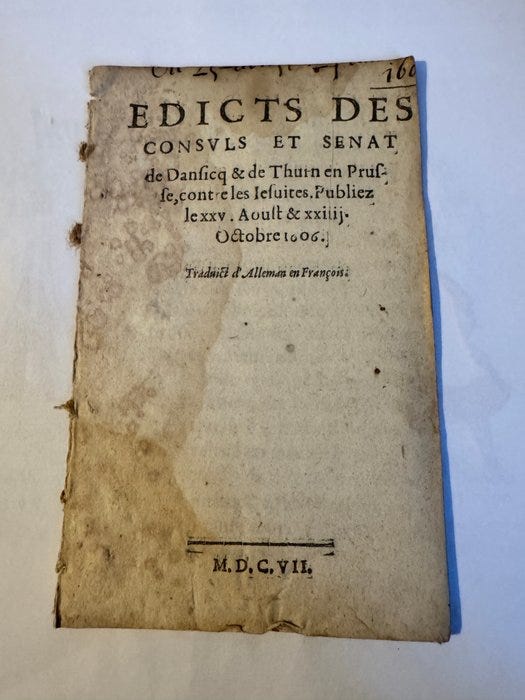 160
EDICTS DES
CONSVLS ET SENAT
de Dansicq & de Thurn en Prus-
se, contre les Iesuites. Publiez
le xxv. Aoust & xxiiij.
Octobre 1606.
Traduict d'Alleman en François.
M.D.C.VII.